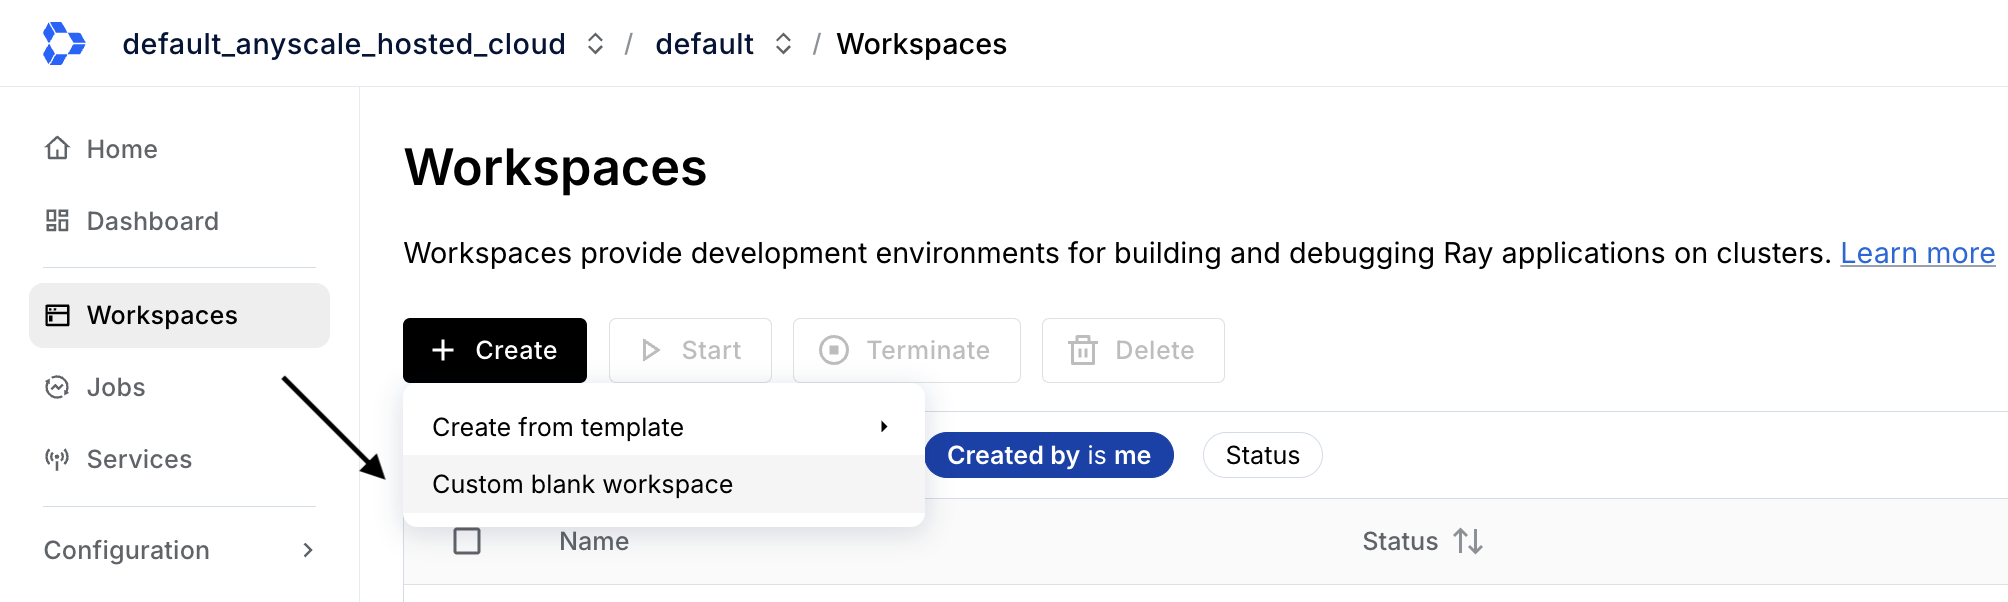 default_anyscale_hosted_cloud / default / Workspaces
Home
Dashboard
Workspaces
Jobs
Services
Configuration
Workspaces
Workspaces provide development environments for building and debugging Ray applications on clusters. Learn more
Create Start Terminate Delete
Create from template
Custom blank workspace
Created by is me Status
Name Status